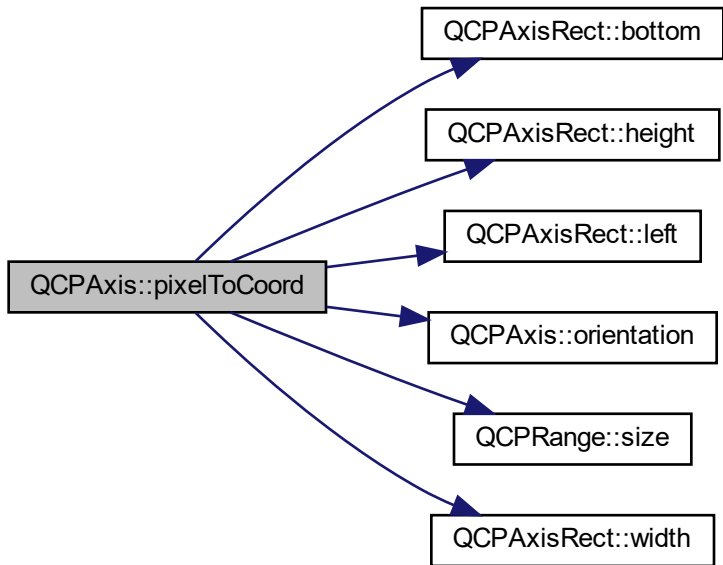 QCPAxisRect::bottom
QCPAxisRect::height
QCPAxisRect::left
QCPAxis::pixelToCoord
QCPAxis::orientation
QCPRange::size
QCPAxisRect::width